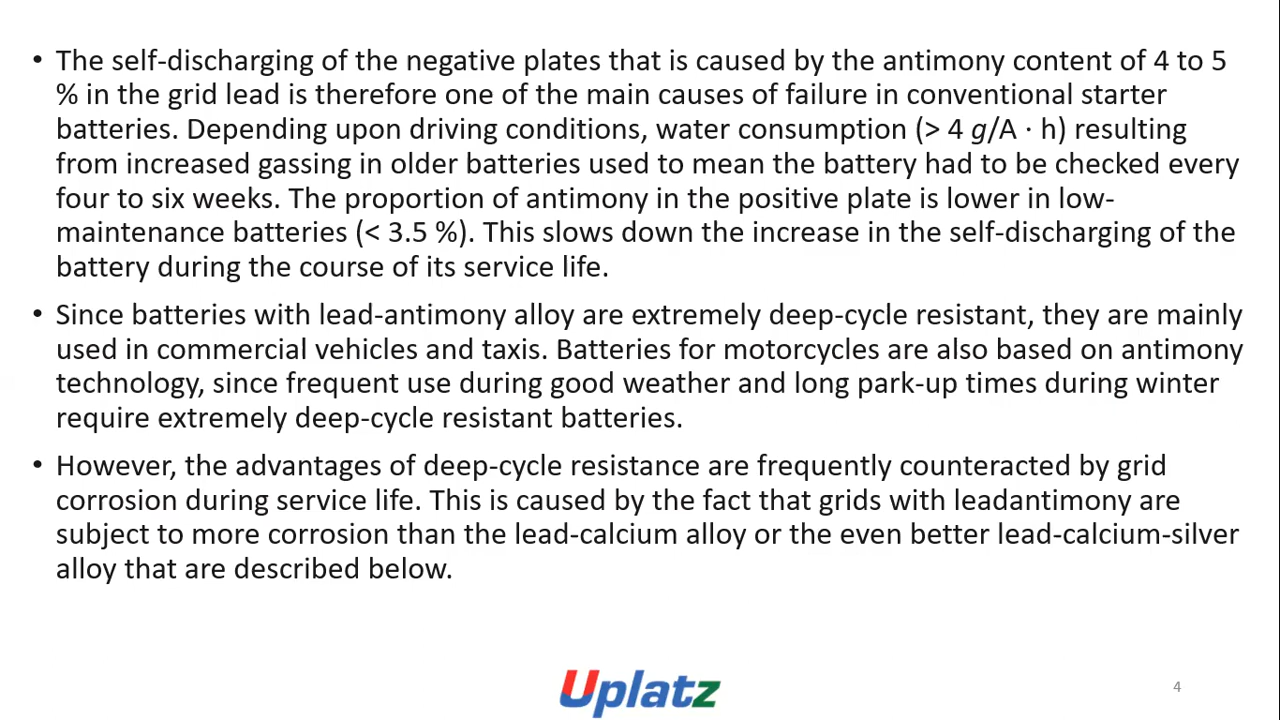 • The self-discharging of the negative plates that is caused by the antimony content of 4 to 5
% in the grid lead is therefore one of the main causes of failure in conventional starter
batteries. Depending upon driving conditions, water consumption (> 4 g/A · h) resulting
from increased gassing in older batteries used to mean the battery had to be checked every
four to six weeks. The proportion of antimony in the positive plate is lower in low-
maintenance batteries (< 3.5 %). This slows down the increase in the self-discharging of the
battery during the course of its service life.
• Since batteries with lead-antimony alloy are extremely deep-cycle resistant, they are mainly
used in commercial vehicles and taxis. Batteries for motorcycles are also based on antimony
technology, since frequent use during good weather and long park-up times during winter
require extremely deep-cycle resistant batteries.
• However, the advantages of deep-cycle resistance are frequently counteracted by grid
corrosion during service life. This is caused by the fact that grids with leadantimony are
subject to more corrosion than the lead-calcium alloy or the even better lead-calcium-silver
alloy that are described below.
Uplatz
4